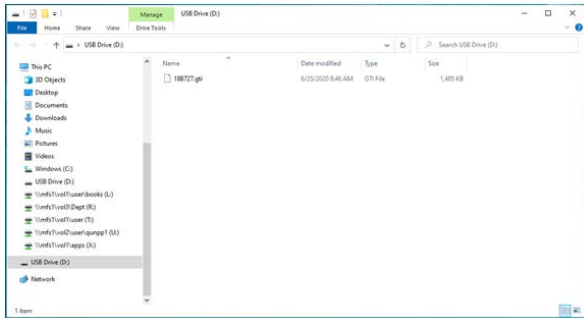 Manage
USB Drive (D:)
File
Home
Share
View
Drive Tools
USB Drive (D:)
Search USB Drive (D:)
This PC
3D Objects
Desktop
Documents
Downloads
Music
Pictures
Videos
Windows (C:)
USB Drive (D:)
\\mfs1\vol1\user\books (L:)
\\mfs1\vol3\Dept (R:)
\\mfs1\vol1\user (T:)
\\mfs1\vol2\user\qunpp1 (U:)
\\mfs1\vol1\apps (X:)
USB Drive (D:)
Network
Name
Date modified
Type
Size
188727.gti
6/25/2020 8:46 AM
GTI File
1,485 KB
1 item